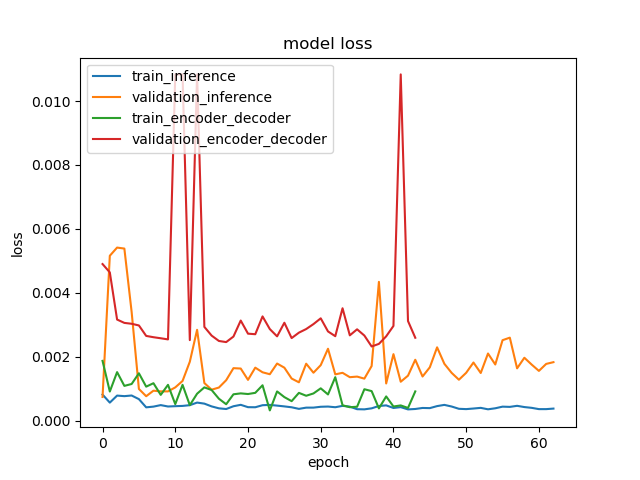 model loss
train_inference
validation_inference
train_encoder_decoder
validation_encoder_decoder
loss
0.010
0.008
0.006
0.004
0.002
0.000
0 10 20 30 40 50 60
epoch